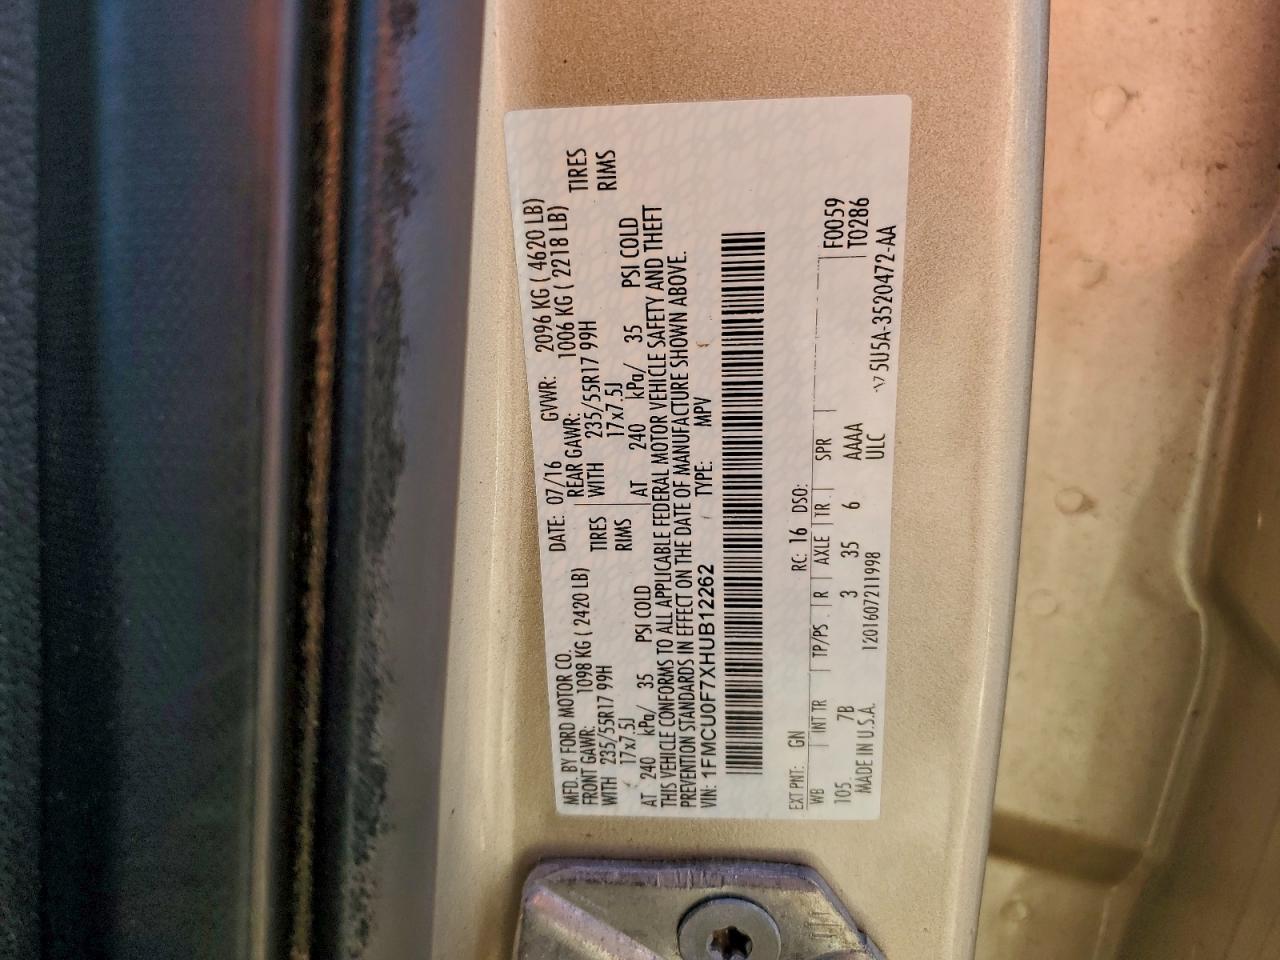 MFD. BY FORD MOTOR CO. DATE: 07/16 GVWR: 2096 KG ( 4620 LB)
FRONT GAWR: 1098 KG ( 2420 LB) REAR GAWR: 1006 KG ( 2218 LB)
WITH 235/55R17 99H TIRES WITH 235/55R17 99H TIRES
17x7.5J RIMS 17x7.5J RIMS
AT 240 kPa/ 35 PSI COLD AT 240 kPa/ 35 PSI COLD
THIS VEHICLE CONFORMS TO ALL APPLICABLE FEDERAL MOTOR VEHICLE SAFETY AND THEFT
PREVENTION STANDARDS IN EFFECT ON THE DATE OF MANUFACTURE SHOWN ABOVE.
VIN: 1FMCU0F7XHUB12262 TYPE: MPV
EXT PNT: GN RC: 16 DSO:
WB INT TR TP/PS R AXLE TR SPR F0059
105 7B 3 35 6 AAAA T0286
MADE IN U.S.A. 1201607211998 ULC 5U5A-3520472-AA